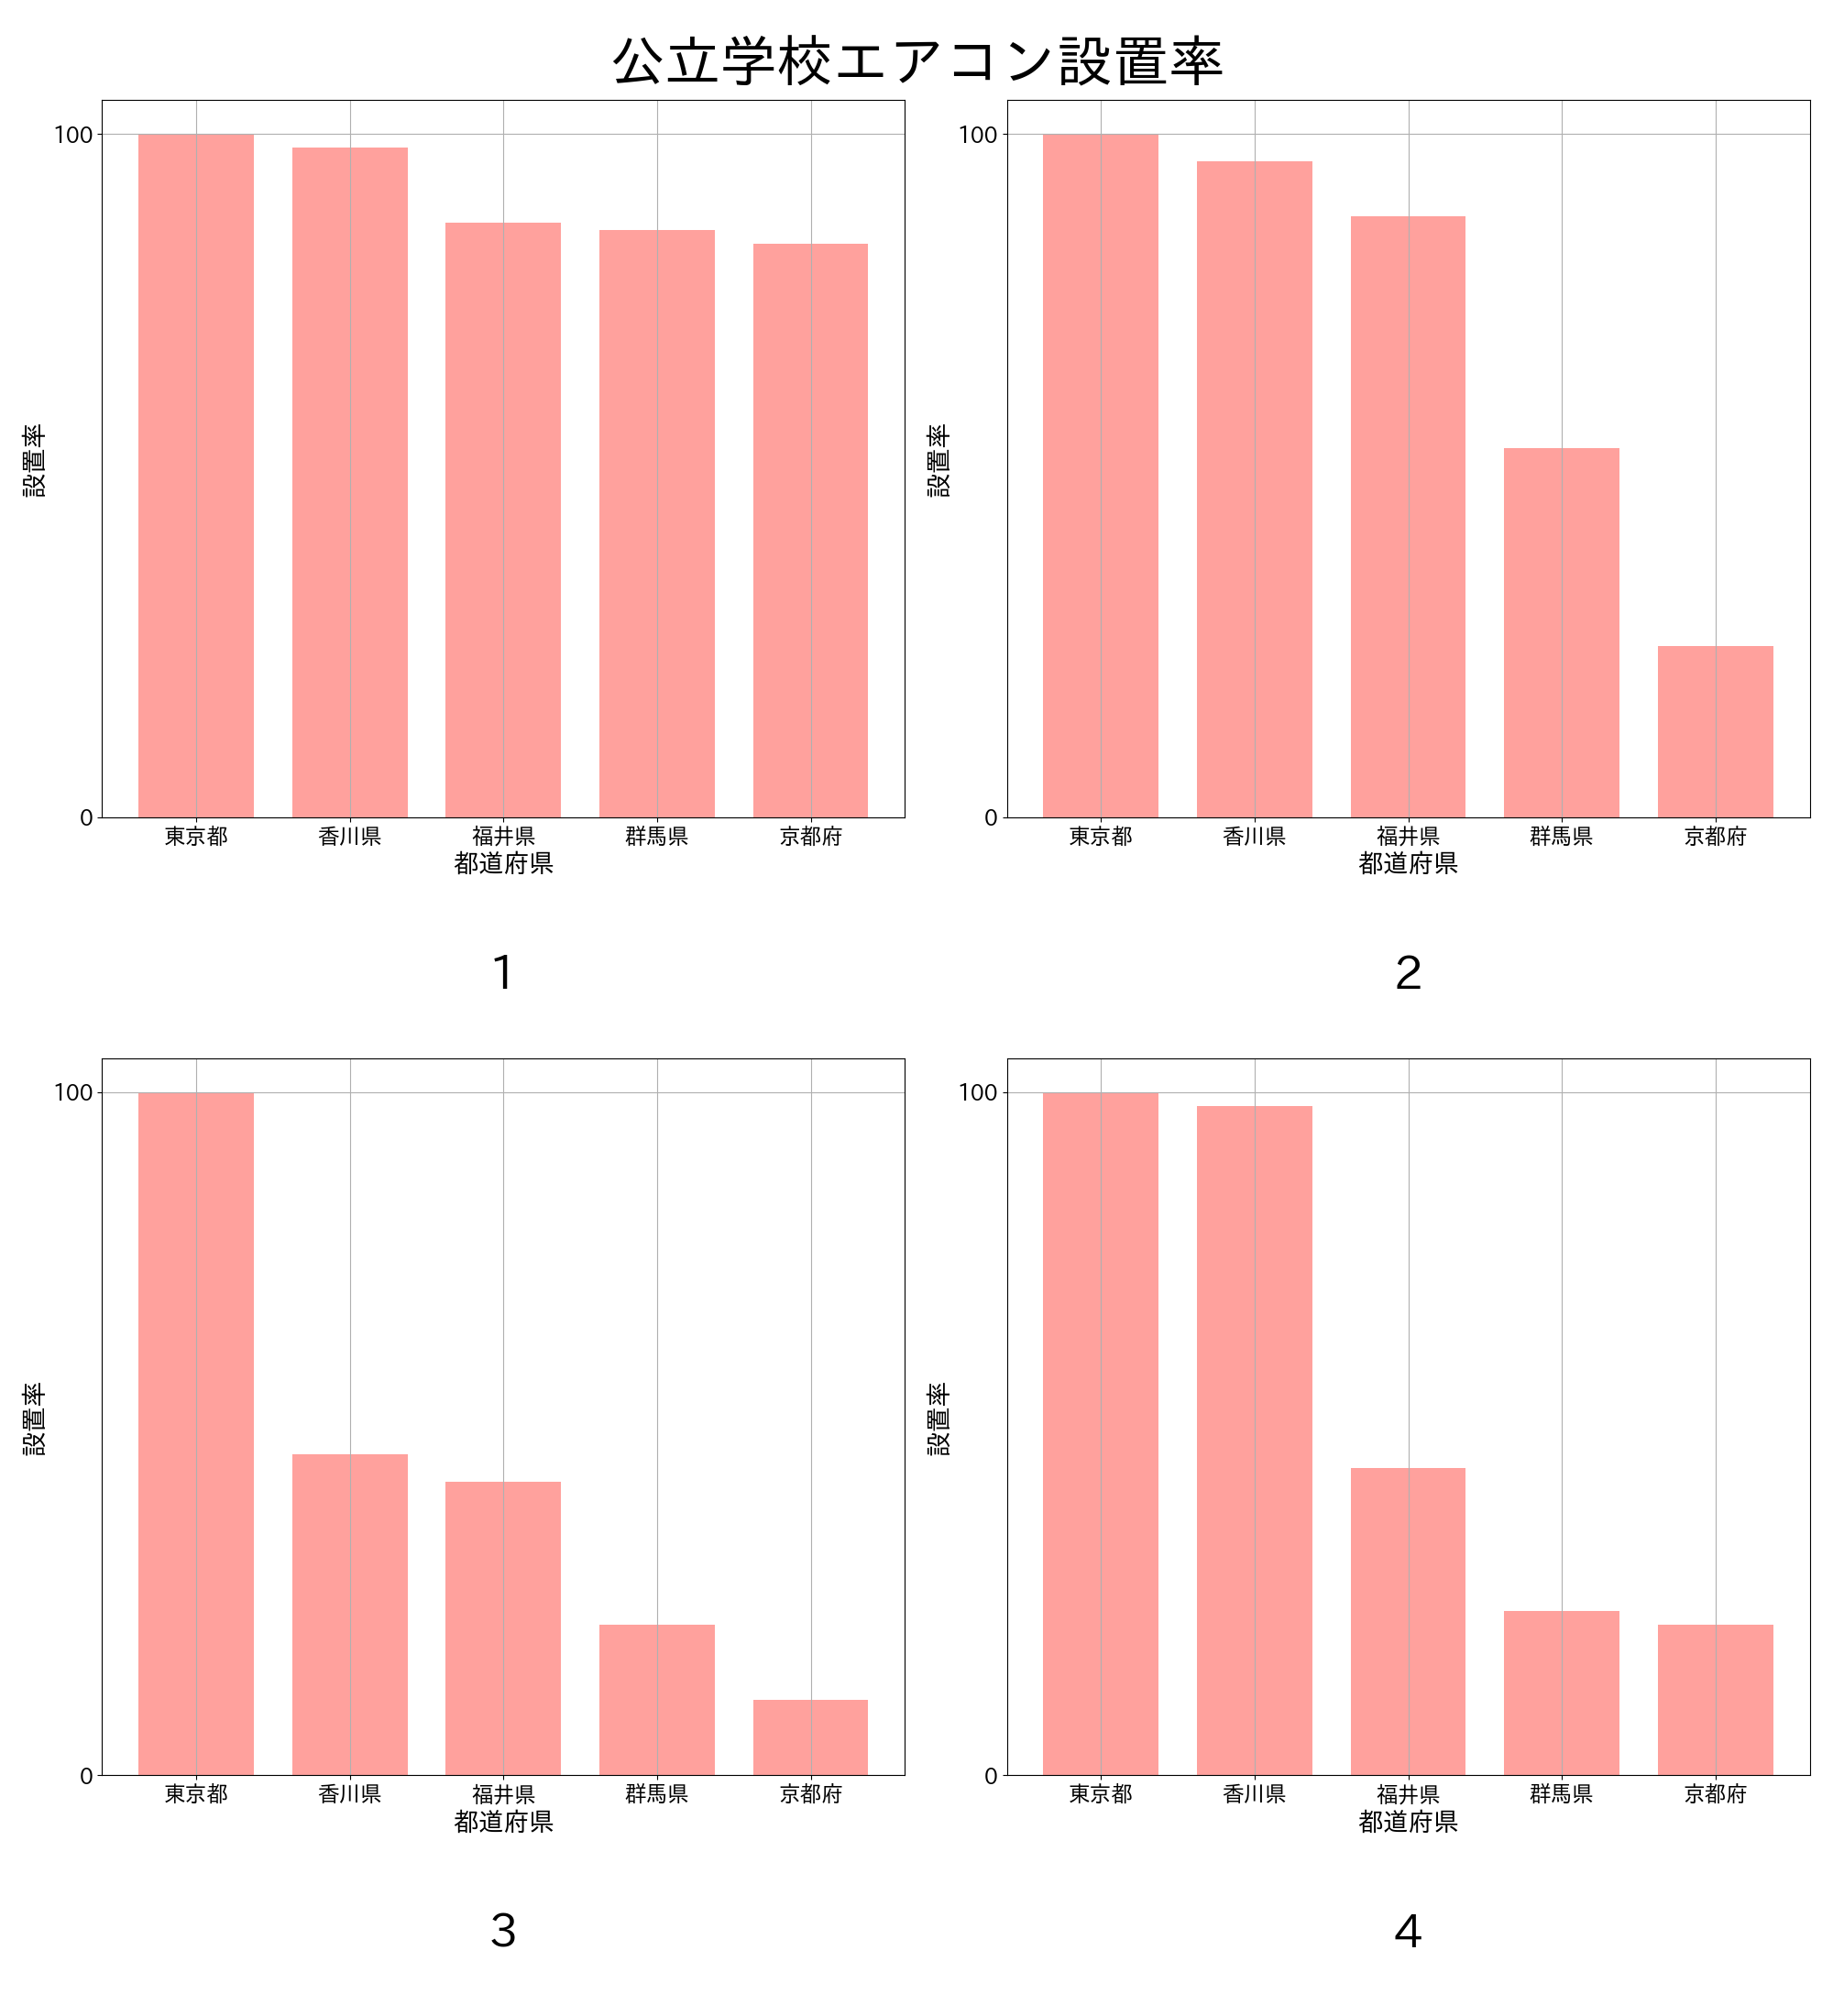 公立学校エアコン設置率
100
0
設置率
東京都 香川県 福井県 群馬県 京都府
都道府県
1
100
0
設置率
東京都 香川県 福井県 群馬県 京都府
都道府県
2
100
0
設置率
東京都 香川県 福井県 群馬県 京都府
都道府県
3
100
0
設置率
東京都 香川県 福井県 群馬県 京都府
都道府県
4